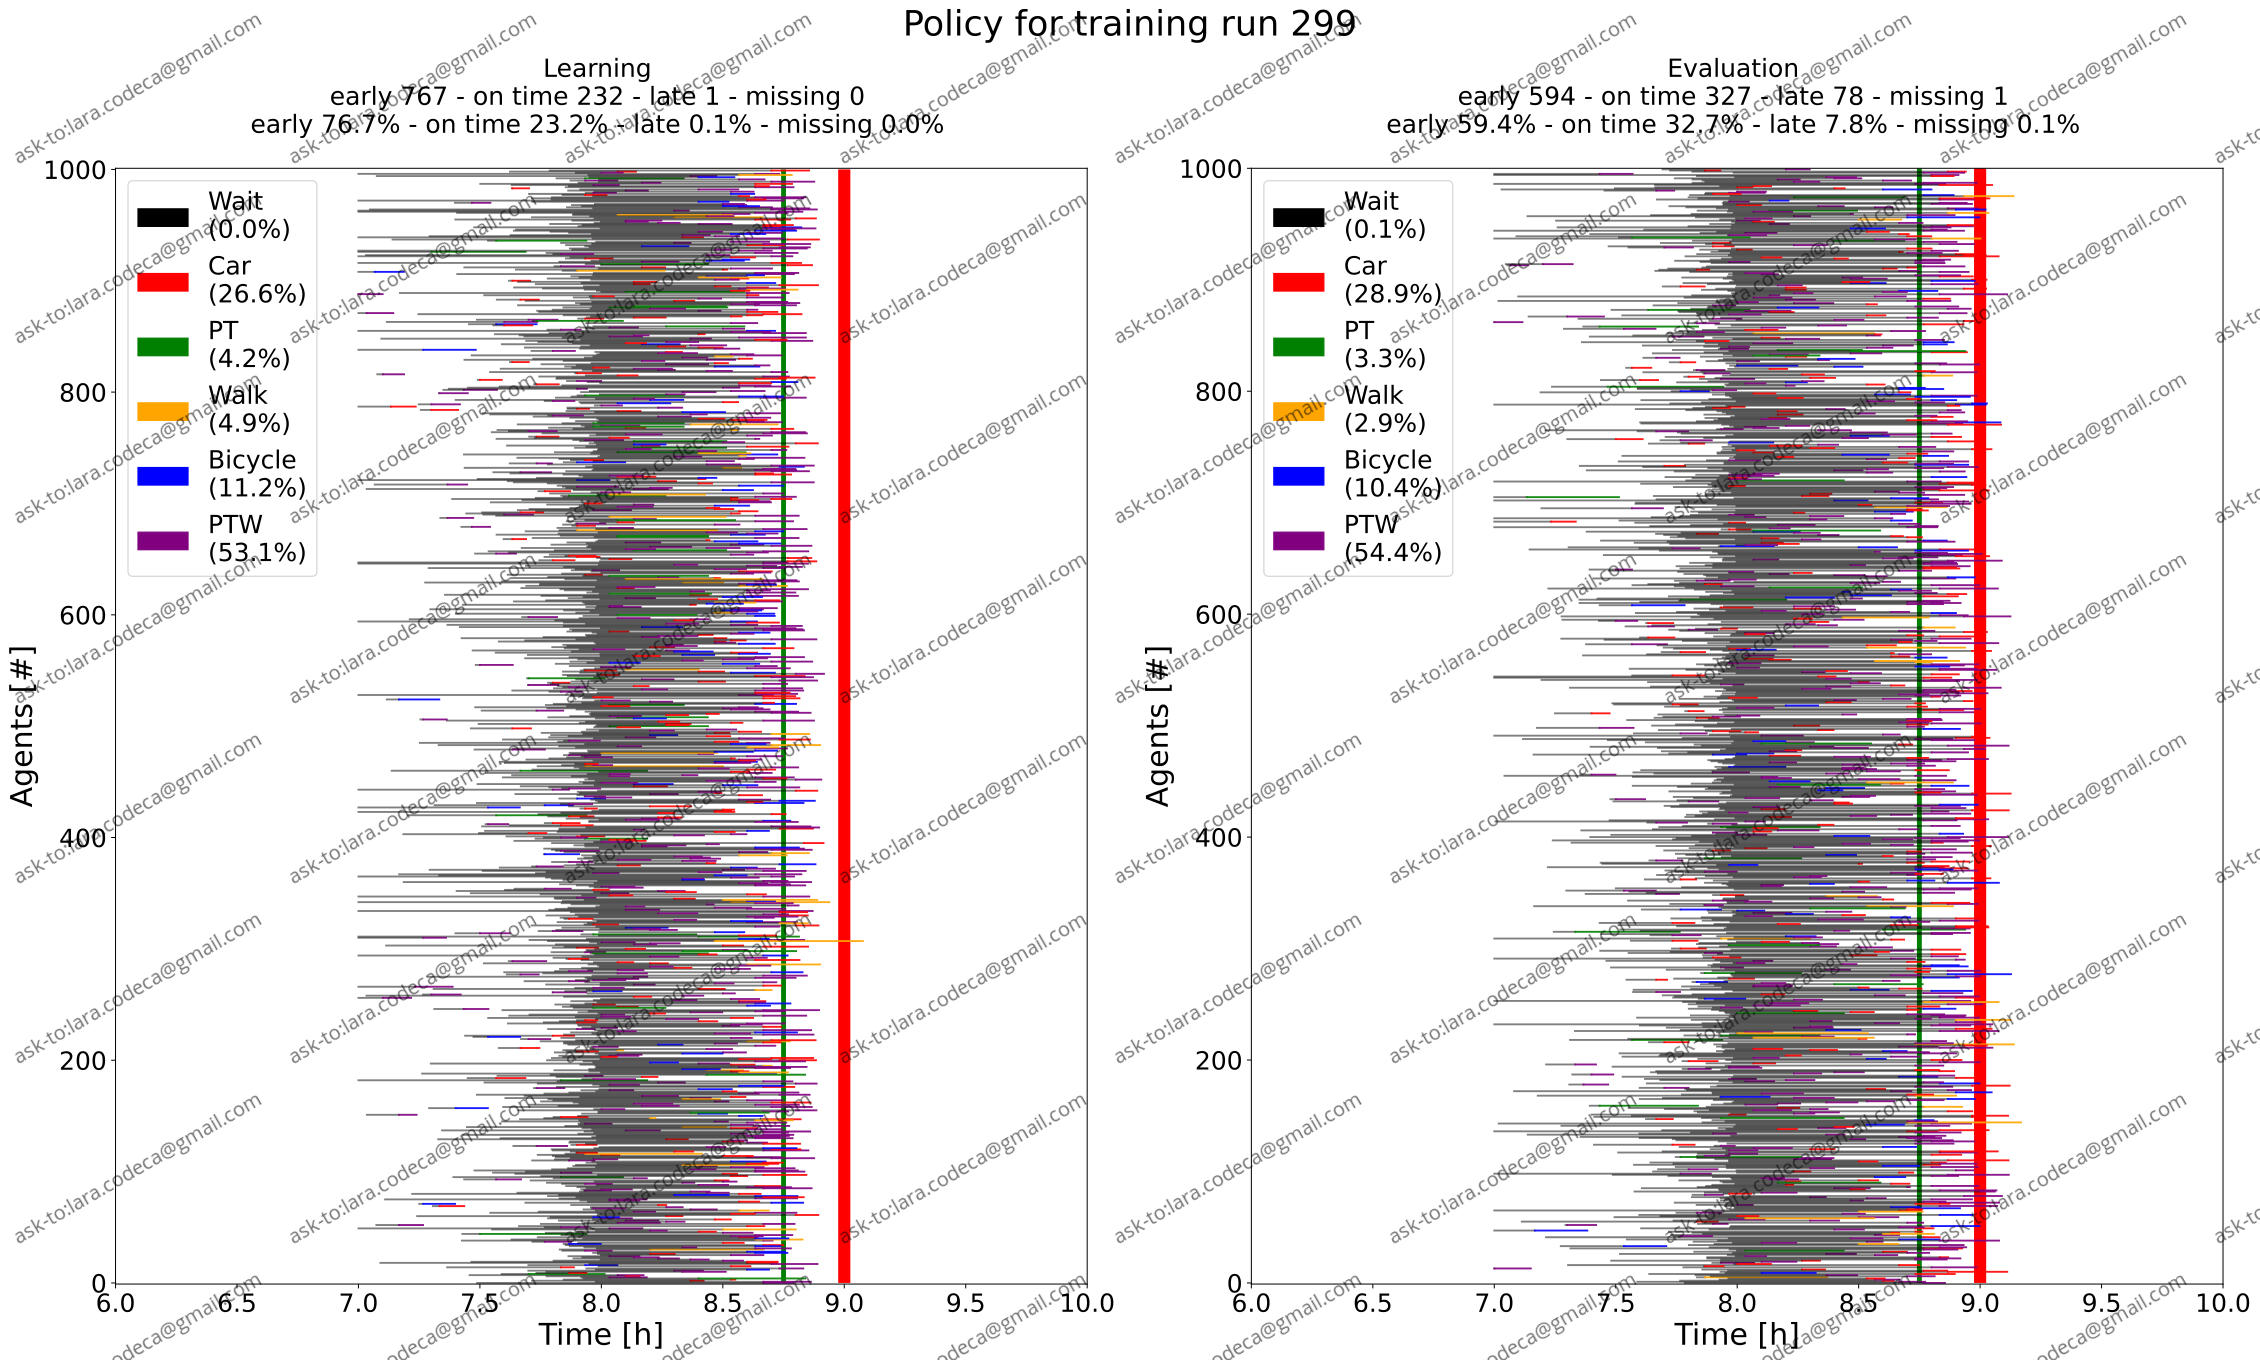 Policy for training run 299
Learning
early 767 - on time 232 - late 1 - missing 0
early 76.7% - on time 23.2% - late 0.1% - missing 0.0%
1000
800
600
400
200
0
Agents [#]
Wait
(0.0%)
Car
(26.6%)
PT
(4.2%)
Walk
(4.9%)
Bicycle
(11.2%)
PTW
(53.1%)
6.0 6.5 7.0 7.5 8.0 8.5 9.0 9.5 10.0
Time [h]
Evaluation
early 594 - on time 327 - late 78 - missing 1
early 59.4% - on time 32.7% - late 7.8% - missing 0.1%
1000
800
600
400
200
0
Agents [#]
Wait
(0.1%)
Car
(28.9%)
PT
(3.3%)
Walk
(2.9%)
Bicycle
(10.4%)
PTW
(54.4%)
6.0 6.5 7.0 7.5 8.0 8.5 9.0 9.5 10.0
Time [h]
ask-to:lara.codeca@gmail.com